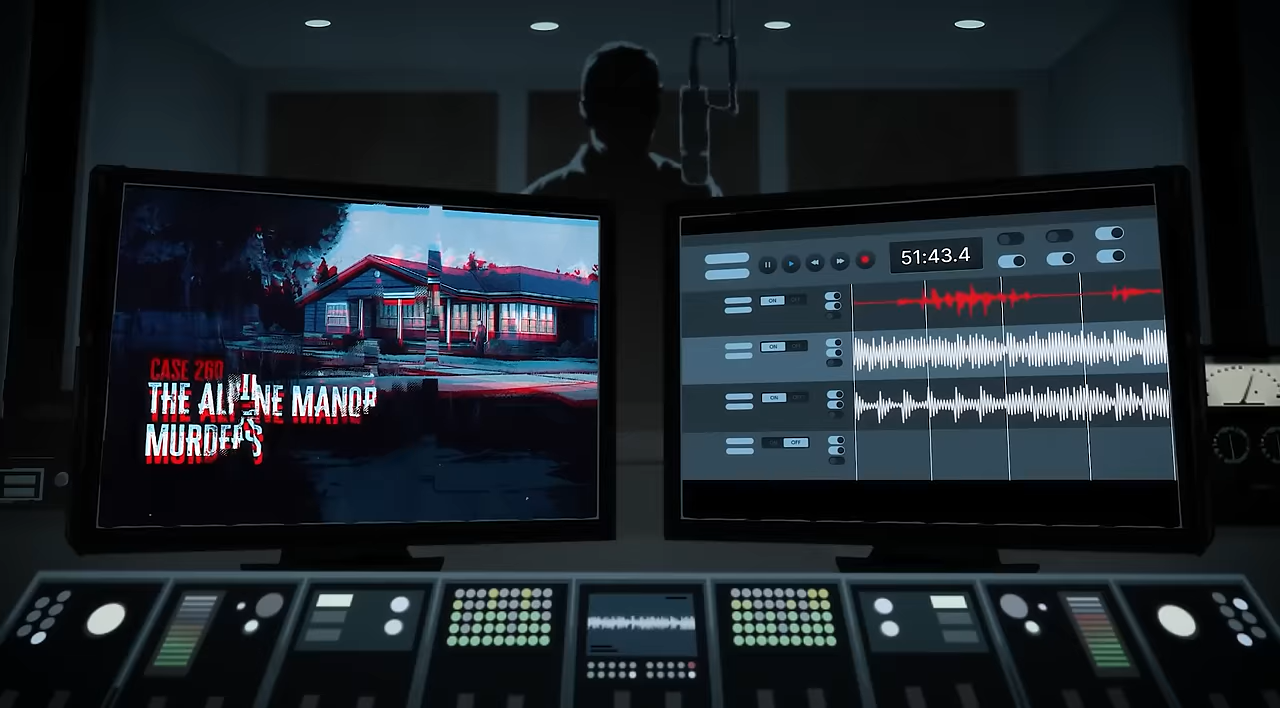 CASE 260
THE ALPINE MANOR
MURDERS
51:43.4
ON
ON
ON
OFF